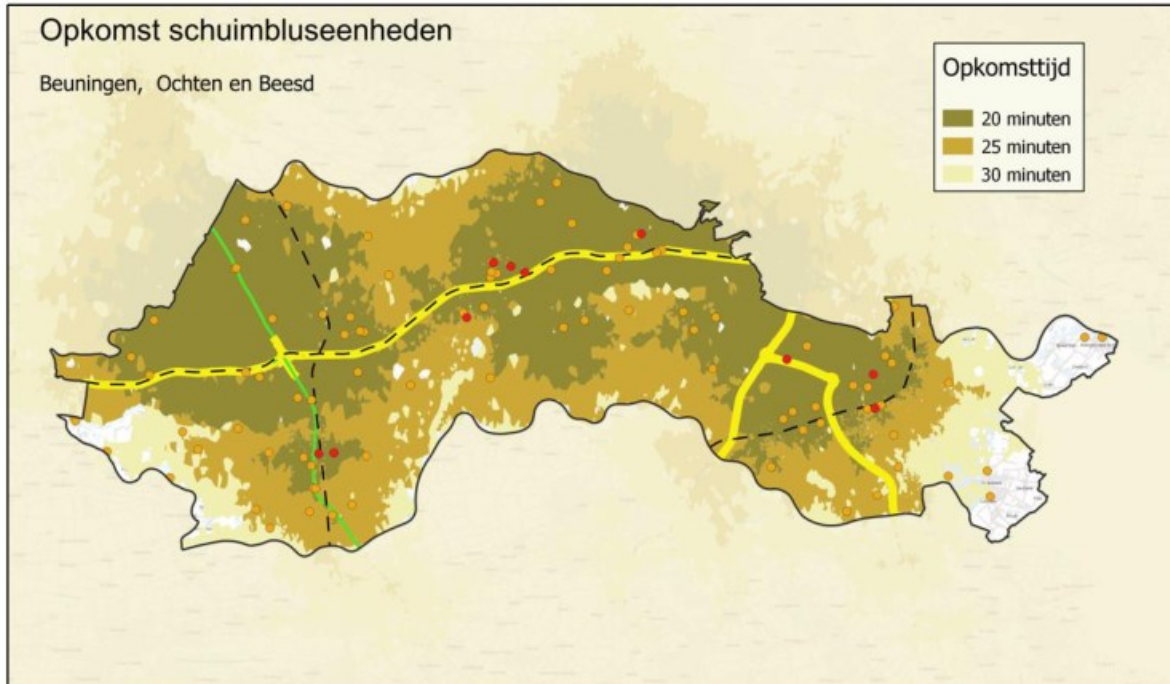 Opkomst schuimbluseenheden
Beuningen, Ochten en Beesd
Opkomsttijd
20 minuten
25 minuten
30 minuten